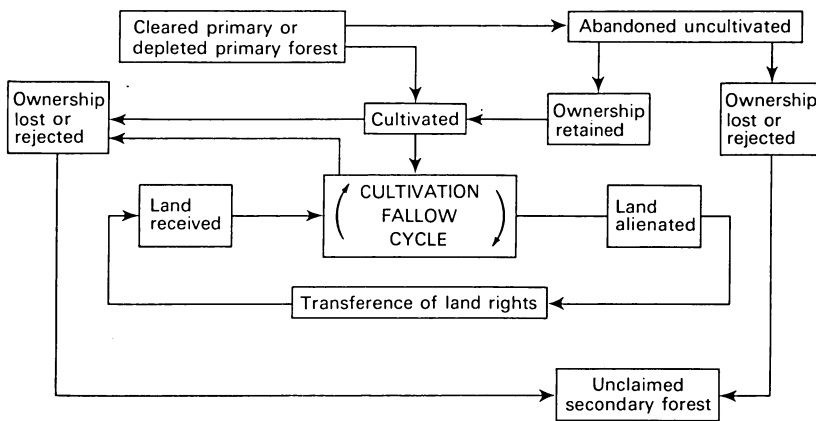 Cleared primary or
depleted primary forest
Abandoned uncultivated
Ownership
lost or
rejected
Cultivated
Ownership
retained
Ownership
lost or
rejected
Land
received
CULTIVATION
FALLOW
CYCLE
Land
alienated
Transference of land rights
Unclaimed
secondary forest